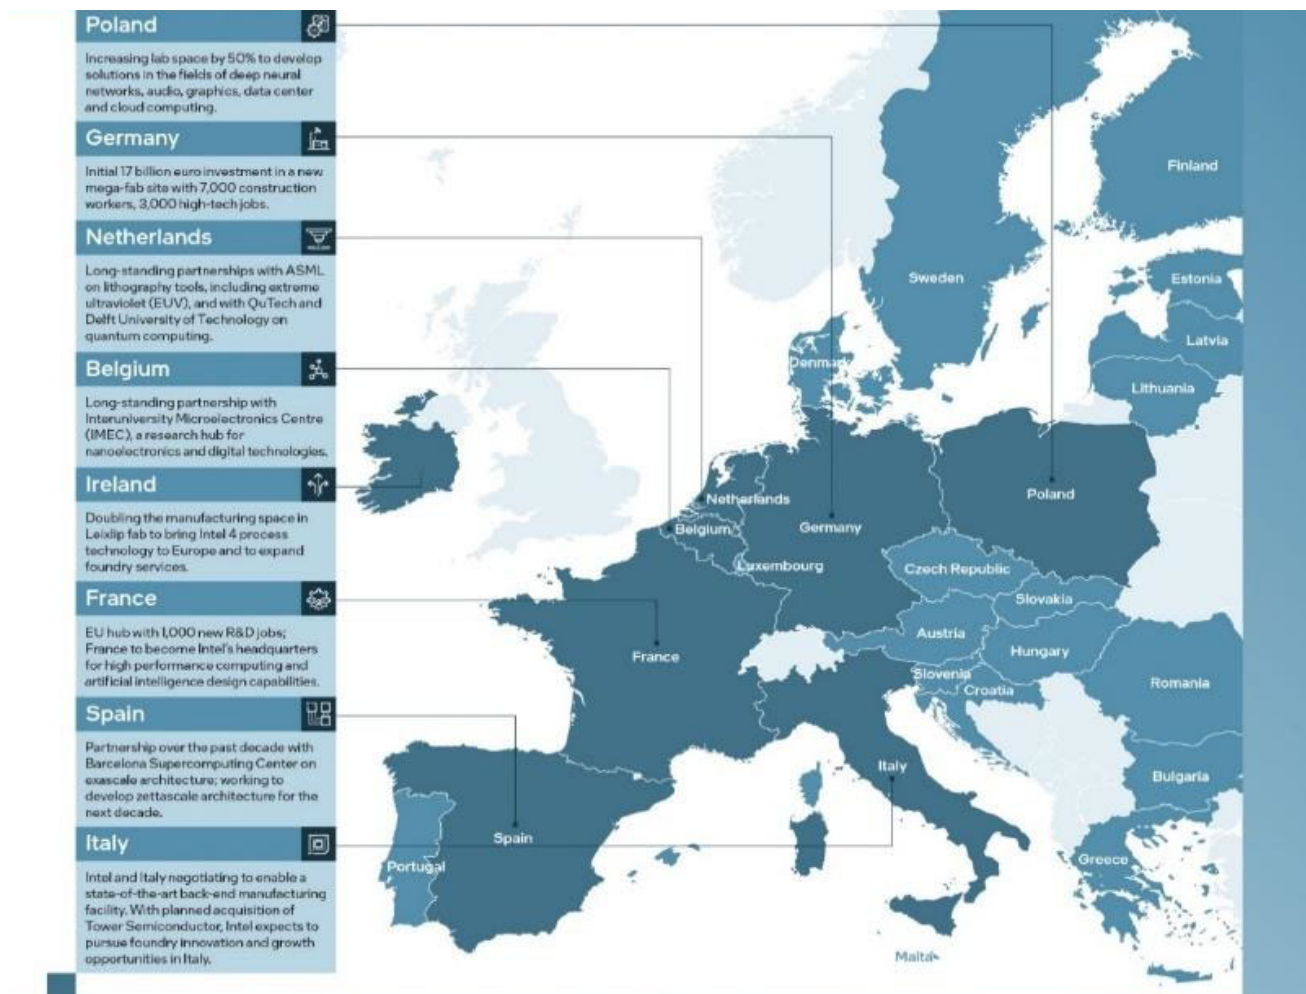 Poland
Increasing lab space by 50% to develop
solutions in the fields of deep neural
networks, audio, graphics, data center
and cloud computing.
Germany
Initial 17 billion euro investment in a new
mega-fab site with 7,000 construction
workers, 3,000 high-tech jobs.
Netherlands
Long-standing partnerships with ASML
on lithography tools, including extreme
ultraviolet (EUV), and with QuTech and
Delft University of Technology on
quantum computing.
Belgium
Long-standing partnership with
Interuniversity Microelectronics Centre
(IMEC), a research hub for
nanoelectronics and digital technologies.
Ireland
Doubling the manufacturing space in
Leixlip fab to bring Intel 4 process
technology to Europe and to expand
foundry services.
France
EU hub with 1,000 new R&D jobs;
France to become Intel's headquarters
for high performance computing and
artificial intelligence design capabilities.
Spain
Partnership over the past decade with
Barcelona Supercomputing Center on
exascale architecture; working to
develop zettascale architecture for the
next decade.
Italy
Intel and Italy negotiating to enable a
state-of-the-art back-end manufacturing
facility. With planned acquisition of
Tower Semiconductor, Intel expects to
pursue foundry innovation and growth
opportunities in Italy.
Finland
Sweden
Estonia
Latvia
Denmark
Lithuania
Poland
Netherlands
Belgium
Germany
Luxembourg
Czech Republic
Slovakia
Austria
Hungary
France
Slovenia
Croatia
Romania
Italy
Bulgaria
Spain
Portugal
Greece
Malta